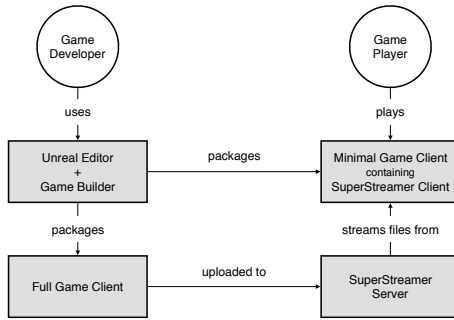 Game
Developer
Game
Player
uses
plays
Unreal Editor
+
Game Builder
packages
Minimal Game Client
containing
SuperStreamer Client
packages
streams files from
Full Game Client
uploaded to
SuperStreamer
Server